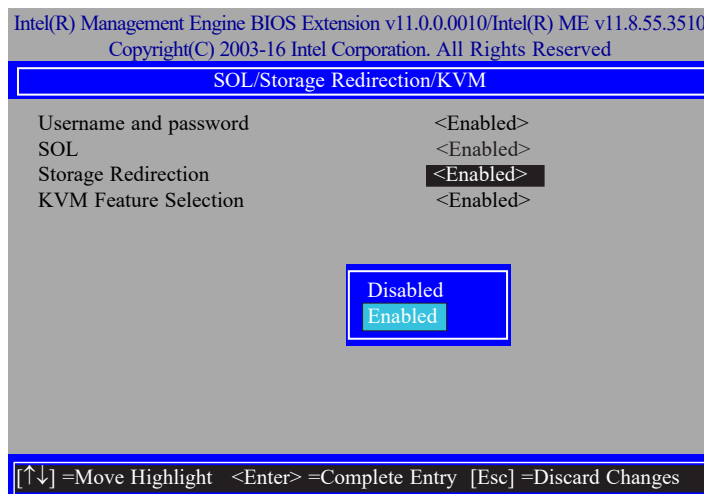 Intel(R) Management Engine BIOS Extension v11.0.0.0010/Intel(R) ME v11.8.55.3510
Copyright(C) 2003-16 Intel Corporation. All Rights Reserved
SOL/Storage Redirection/KVM
Username and password <Enabled>
SOL <Enabled>
Storage Redirection <Enabled>
KVM Feature Selection <Enabled>
Disabled
Enabled
[↑↓] =Move Highlight <Enter> =Complete Entry [Esc] =Discard Changes